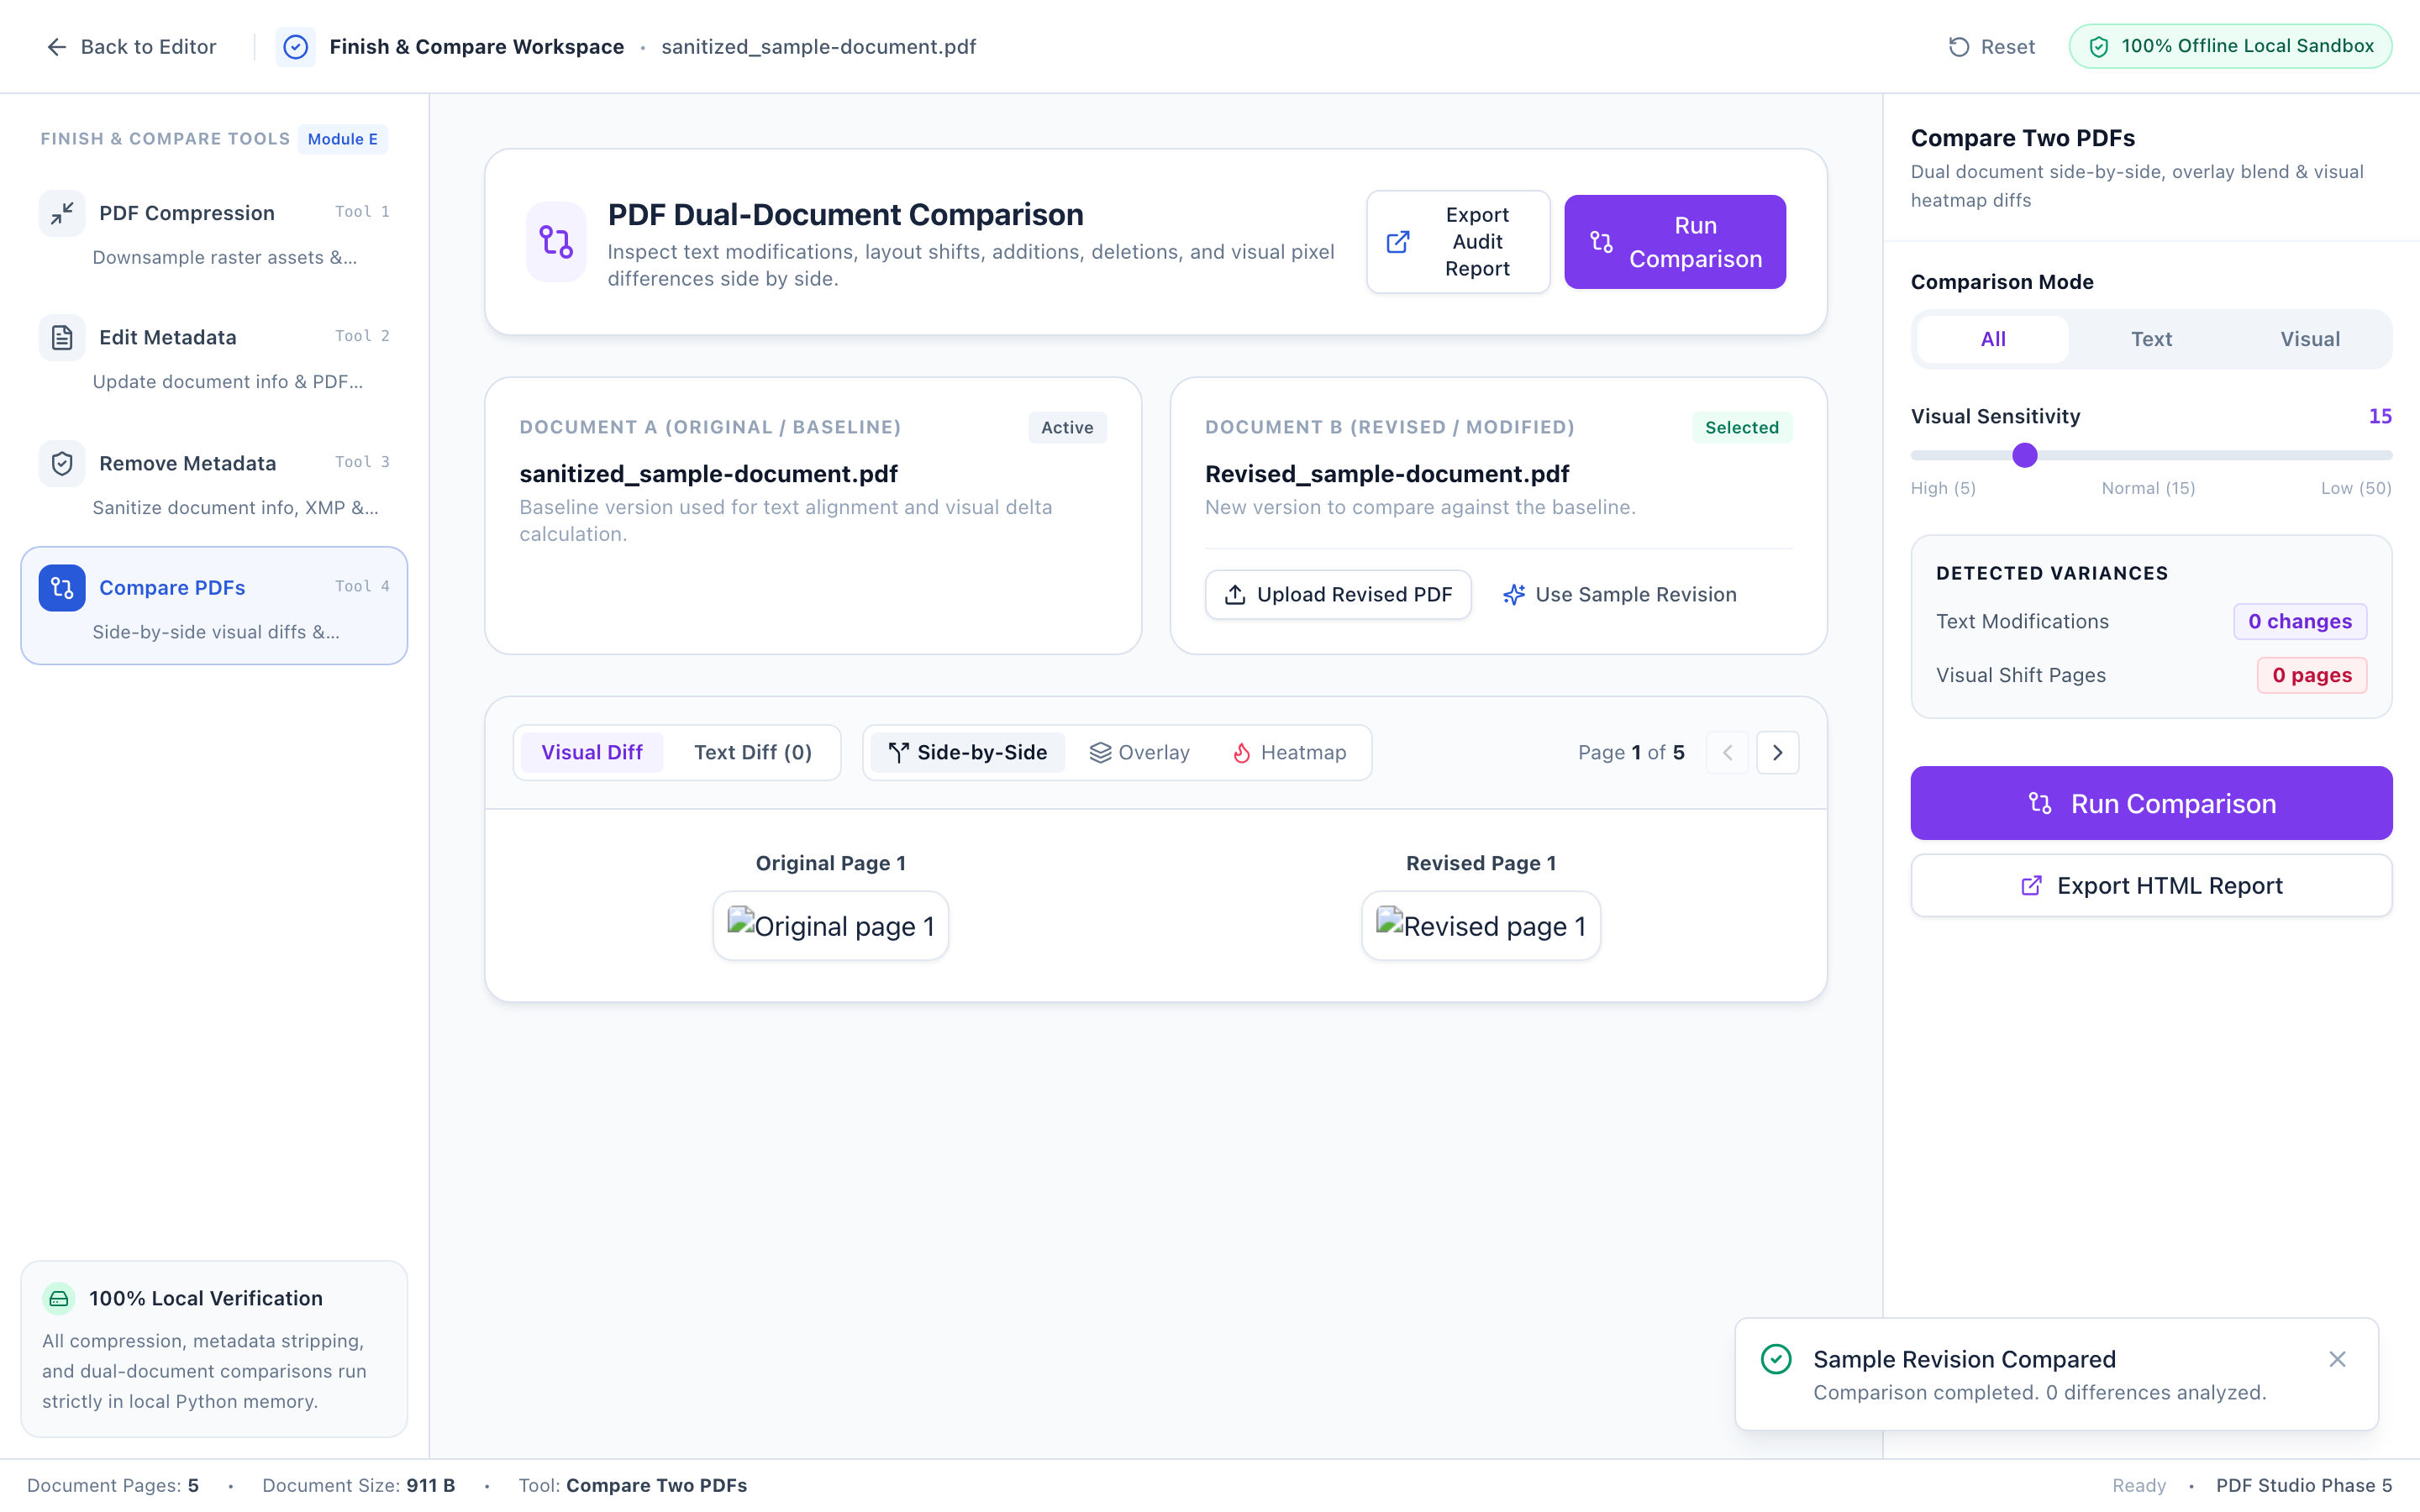 Back to Editor
Finish & Compare Workspace • sanitized_sample-document.pdf
Reset
100% Offline Local Sandbox
FINISH & COMPARE TOOLS Module E
PDF Compression Tool 1
Downsample raster assets &...
Edit Metadata Tool 2
Update document info & PDF...
Remove Metadata Tool 3
Sanitize document info, XMP &...
Compare PDFs Tool 4
Side-by-side visual diffs &...
100% Local Verification
All compression, metadata stripping,
and dual-document comparisons run
strictly in local Python memory.
PDF Dual-Document Comparison
Inspect text modifications, layout shifts, additions, deletions, and visual pixel
differences side by side.
Export
Audit
Report
Run
Comparison
DOCUMENT A (ORIGINAL / BASELINE) Active
sanitized_sample-document.pdf
Baseline version used for text alignment and visual delta
calculation.
DOCUMENT B (REVISED / MODIFIED) Selected
Revised_sample-document.pdf
New version to compare against the baseline.
Upload Revised PDF Use Sample Revision
Visual Diff Text Diff (0) Side-by-Side Overlay Heatmap Page 1 of 5
Original Page 1 Revised Page 1
Original page 1 Revised page 1
Compare Two PDFs
Dual document side-by-side, overlay blend & visual
heatmap diffs
Comparison Mode
All Text Visual
Visual Sensitivity 15
High (5) Normal (15) Low (50)
DETECTED VARIANCES
Text Modifications 0 changes
Visual Shift Pages 0 pages
Run Comparison
Export HTML Report
Sample Revision Compared
Comparison completed. 0 differences analyzed.
Document Pages: 5 • Document Size: 911 B • Tool: Compare Two PDFs
Ready • PDF Studio Phase 5